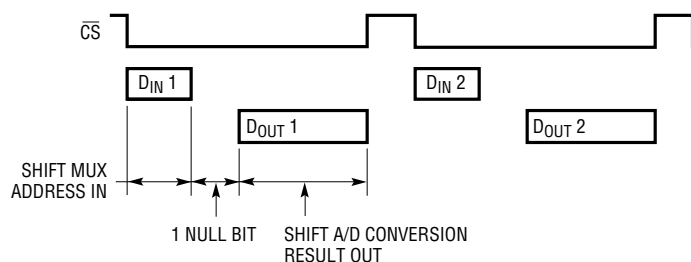 CS
DIN 1
DIN 2
DOUT 1
DOUT 2
SHIFT MUX
ADDRESS IN
1 NULL BIT
SHIFT A/D CONVERSION
RESULT OUT